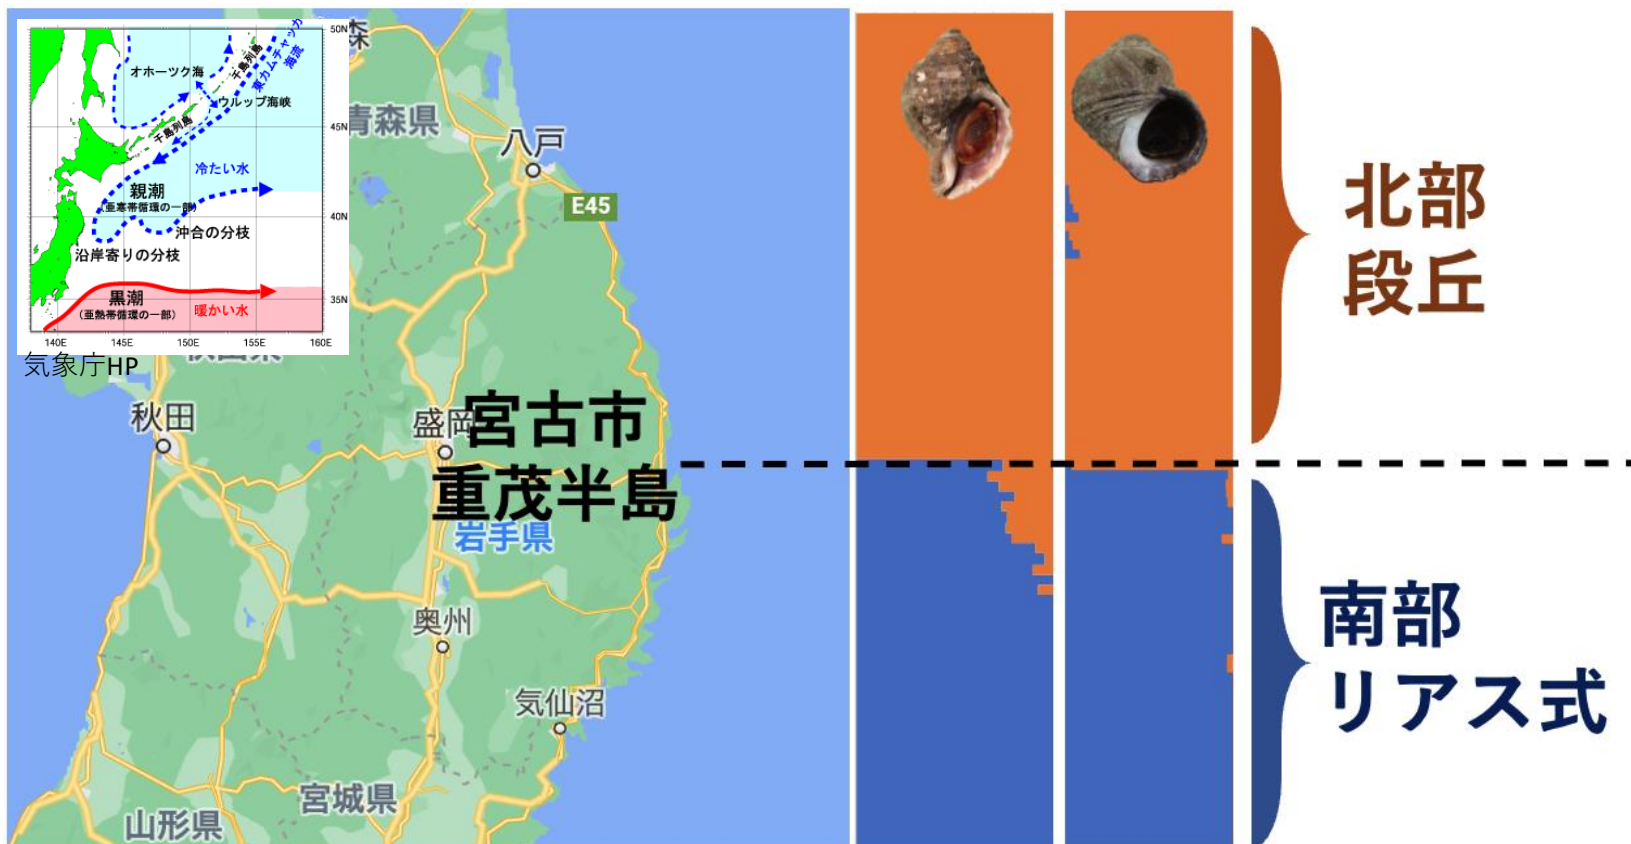 50N
45N
40N
35N
140E
145E
150E
155E
160E
オホーツク海
千島列島
東カムチャッカ
海流
ウルップ海峡
千島列島
冷たい水
親潮
(亜寒帯循環の一部)
沖合の分枝
沿岸寄りの分枝
黒潮
(亜熱帯循環の一部)
暖かい水
気象庁HP
森
青森県
八戸
E45
秋田
盛岡
宮古市
重茂半島
岩手県
奥州
気仙沼
宮城県
山形県
北部
段丘
南部
リアス式